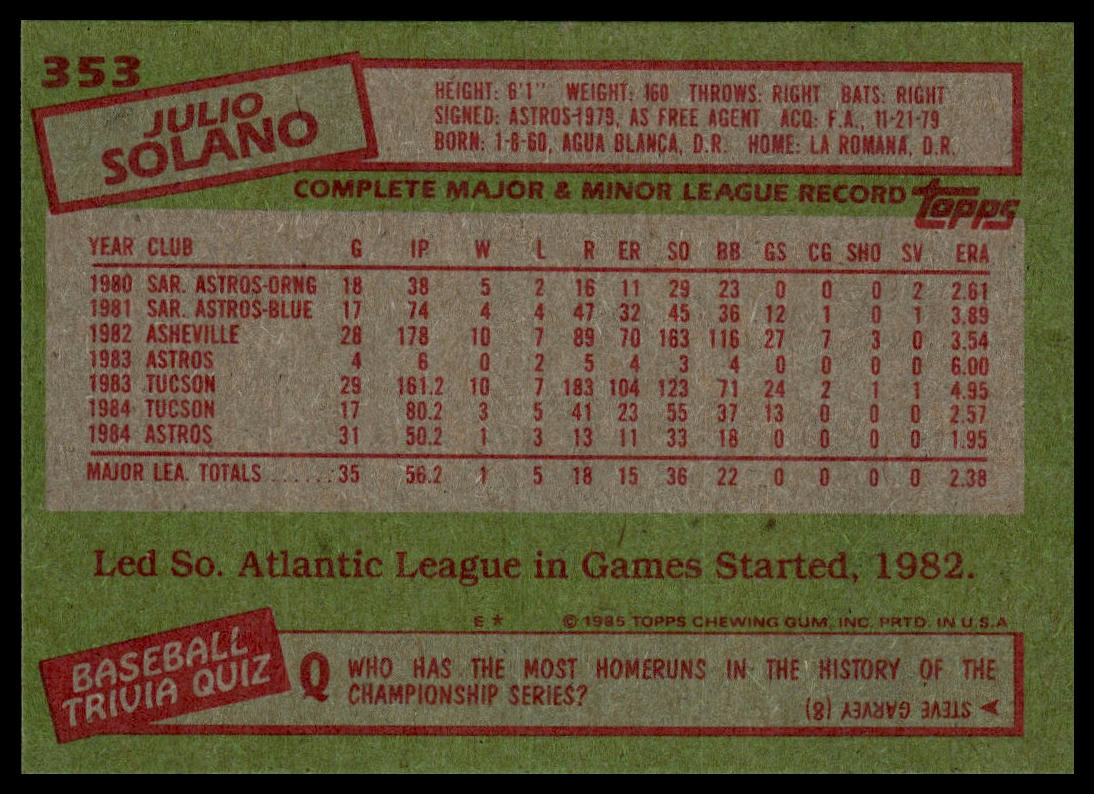 353
JULIO
SOLANO
HEIGHT: 6'1" WEIGHT: 160 THROWS: RIGHT BATS: RIGHT
SIGNED: ASTROS-1979, AS FREE AGENT ACQ: F.A., 11-21-79
BORN: 1-8-60, AGUA BLANCA, D.R. HOME: LA ROMANA, D.R.
COMPLETE MAJOR & MINOR LEAGUE RECORD topps
YEAR CLUB G IP W L R ER SO BB GS CG SHO SV ERA
1980 SAR. ASTROS-ORNG 18 38 5 2 16 11 29 23 0 0 0 2 2.61
1981 SAR. ASTROS-BLUE 17 74 4 4 47 32 45 36 12 1 0 1 3.89
1982 ASHEVILLE 28 178 10 7 89 70 163 116 27 7 3 0 3.54
1983 ASTROS 4 6 0 2 5 4 3 4 0 0 0 0 6.00
1983 TUCSON 29 161.2 10 7 183 104 123 71 24 2 1 1 4.95
1984 TUCSON 17 80.2 3 5 41 23 55 37 13 0 0 0 2.57
1984 ASTROS 31 50.2 1 3 13 11 33 18 0 0 0 0 1.95
MAJOR LEA. TOTALS ...... 35 56.2 1 5 18 15 36 22 0 0 0 0 2.38
Led So. Atlantic League in Games Started, 1982.
E * © 1985 TOPPS CHEWING GUM, INC. PRTD. IN U.S.A
BASEBALL
TRIVIA QUIZ
Q WHO HAS THE MOST HOMERUNS IN THE HISTORY OF THE
CHAMPIONSHIP SERIES?
STEVE GARVEY (8)